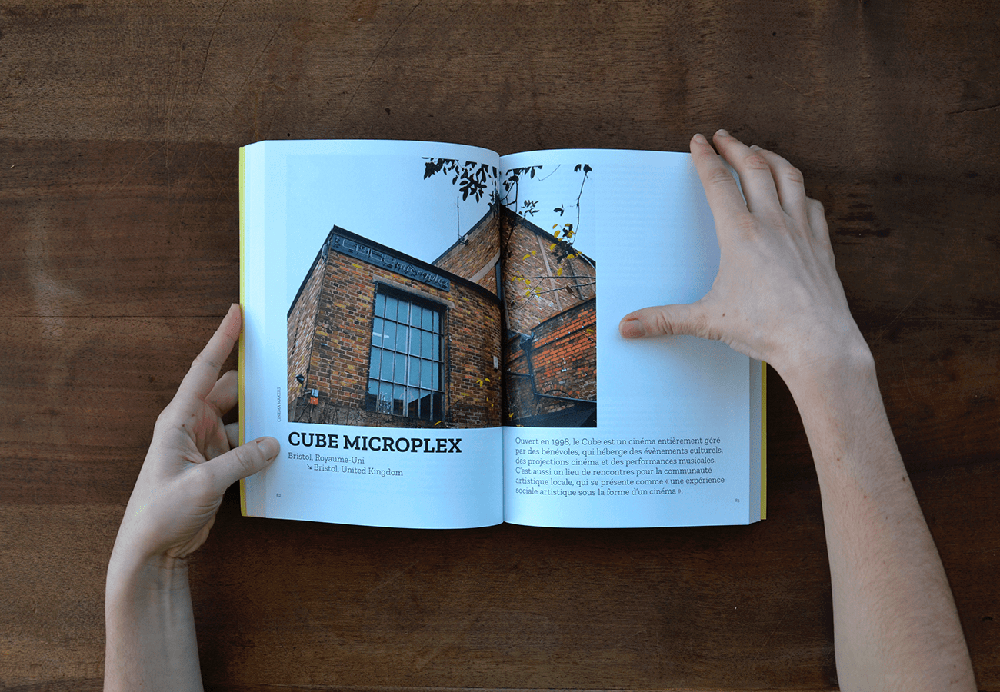 CUBE MICROPLEX
Bristol, Royaume-Uni
↘ Bristol, United Kingdom
Ouvert en 1998, le Cube est un cinéma entièrement géré
par des bénévoles, qui héberge des évènements culturels,
des projections cinéma et des performances musicales.
C'est aussi un lieu de rencontres pour la communauté
artistique locale, qui se présente comme « une expérience
sociale artistique sous la forme d'un cinéma ».